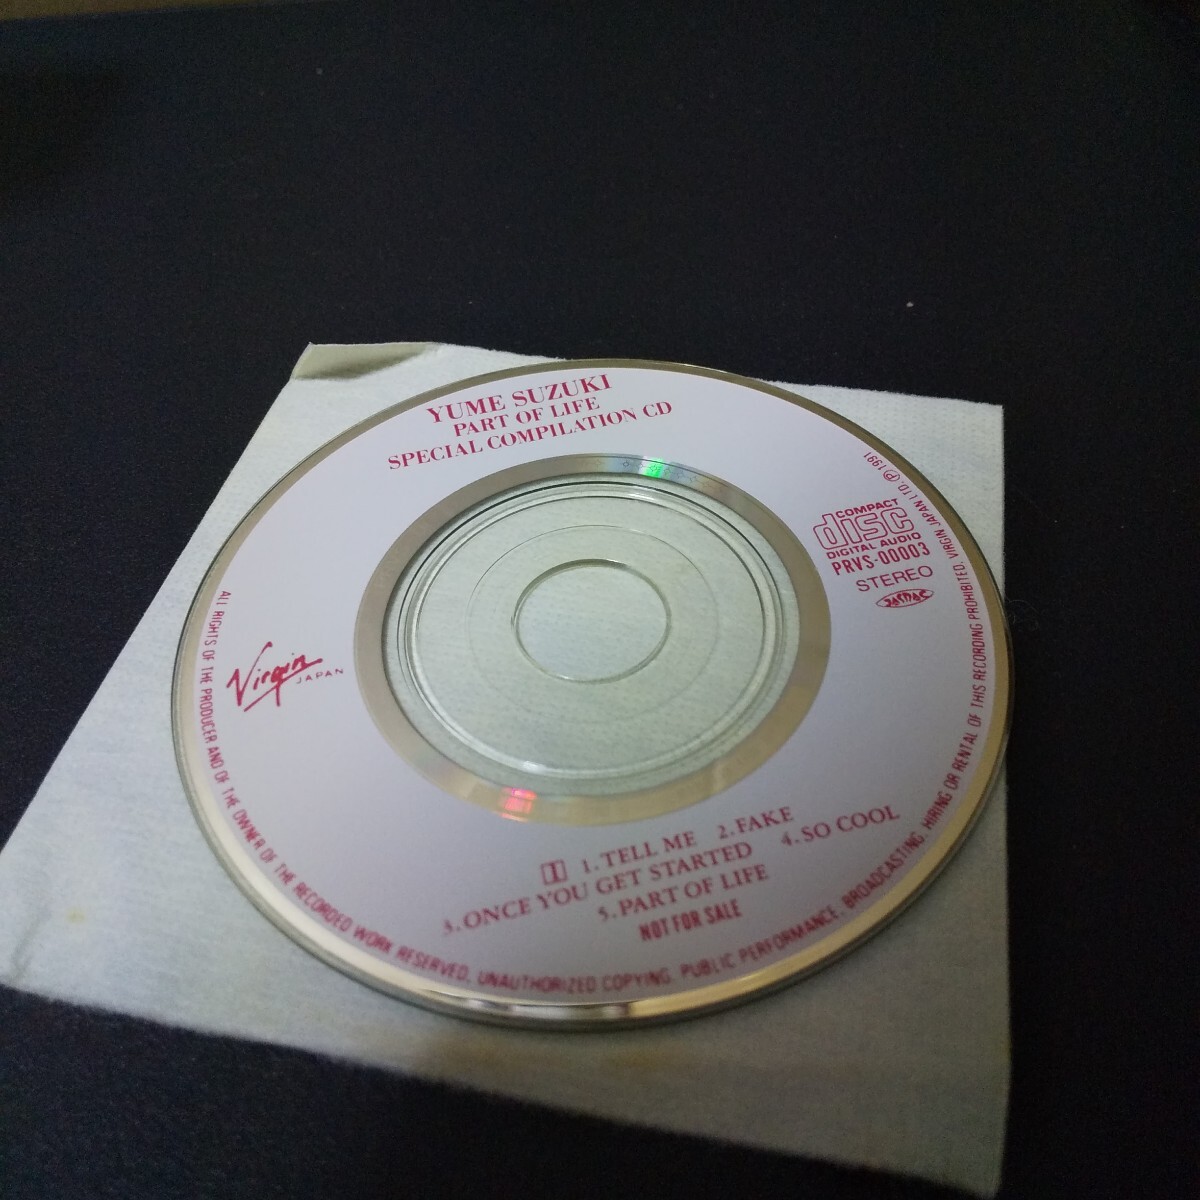 YUME SUZUKI
PART OF LIFE
SPECIAL COMPILATION CD
COMPACT
disc
DIGITAL AUDIO
PRVS-00003
STEREO
JASRAC
Virgin
JAPAN
1 1.TELL ME 2.FAKE
3.ONCE YOU GET STARTED 4.SO COOL
5.PART OF LIFE
NOT FOR SALE
ALL RIGHTS OF THE PRODUCER AND OF THE OWNER OF THE RECORDED WORK RESERVED. UNAUTHORIZED COPYING. PUBLIC PERFORMANCE. BROADCASTING. HIRING OR RENTAL OF THIS RECORDING PROHIBITED. VIRGIN JAPAN LTD. ℗1991